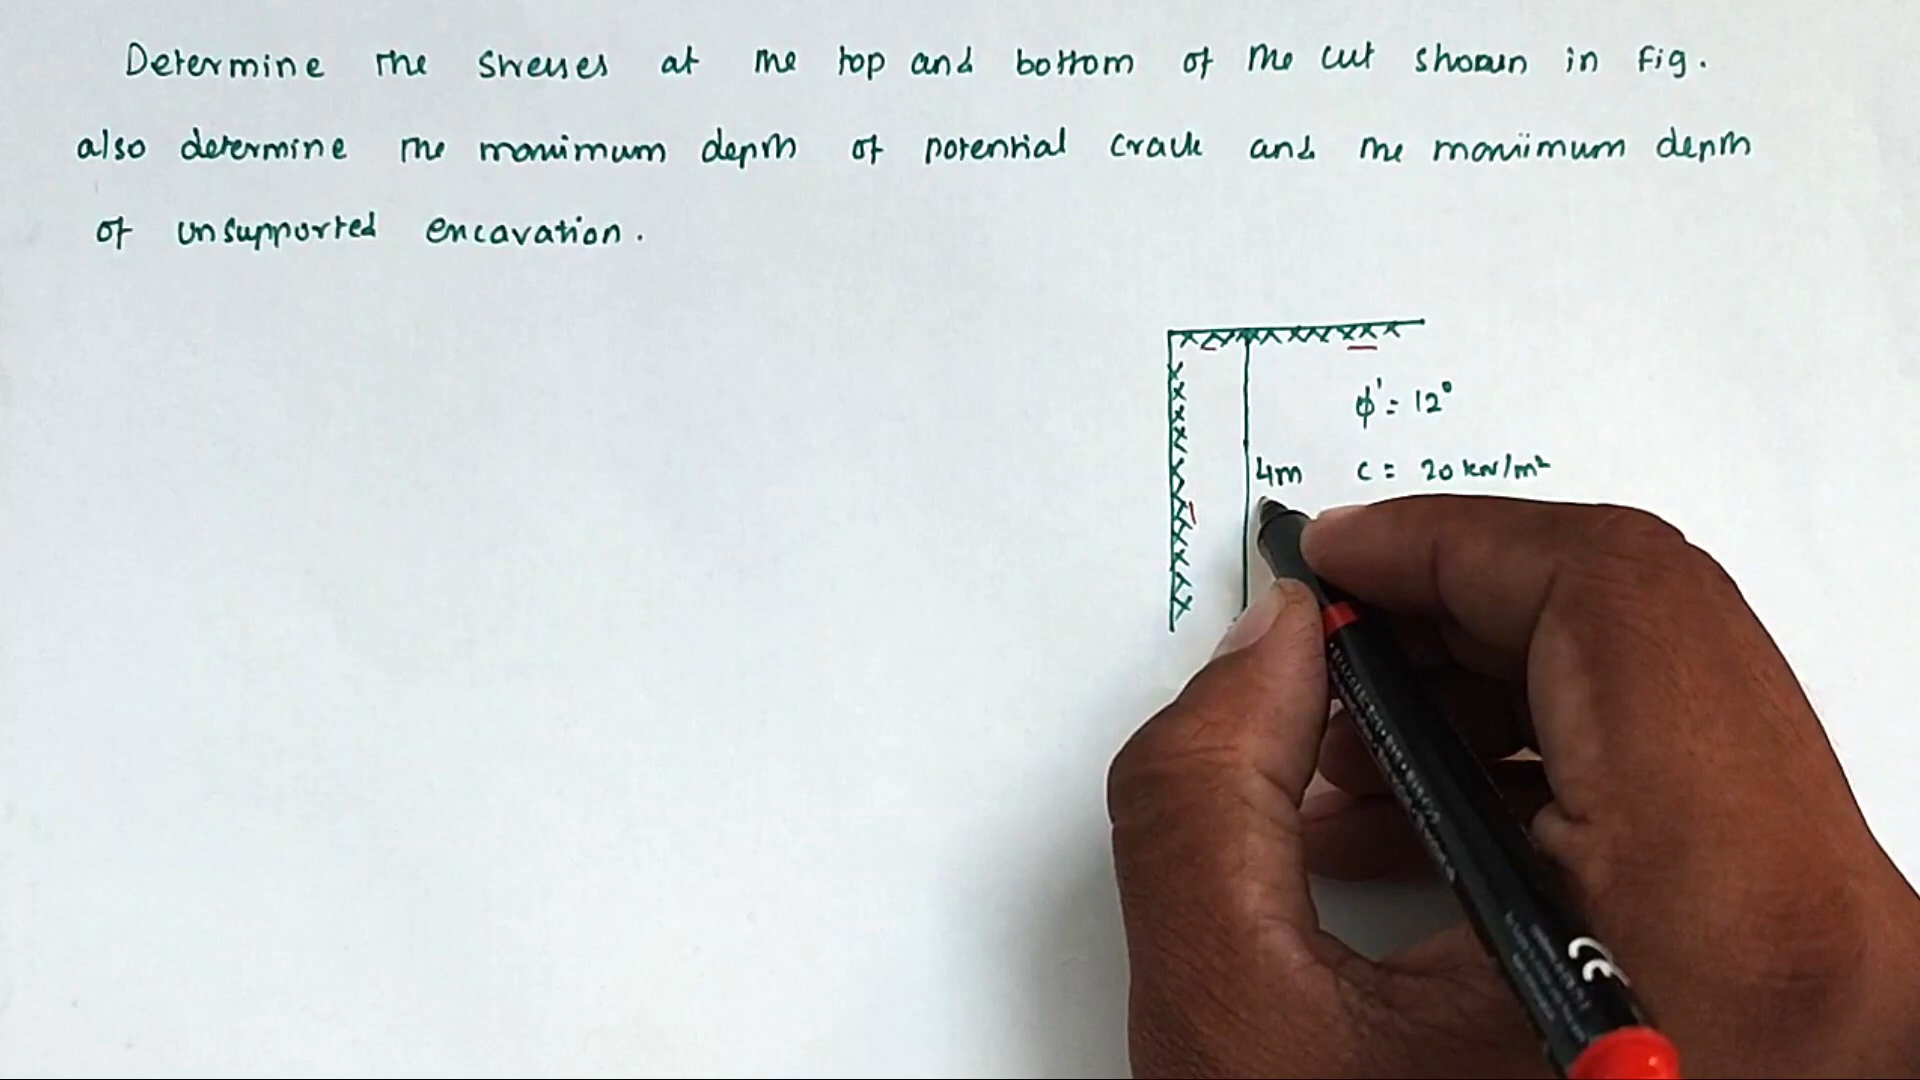 Determine the stresses at the top and bottom of the cut shown in Fig.
also determine the maximum depth of potential crack and the maximum depth
of unsupported excavation.
ϕ' = 12°
4m c = 20 kN/m²
CE